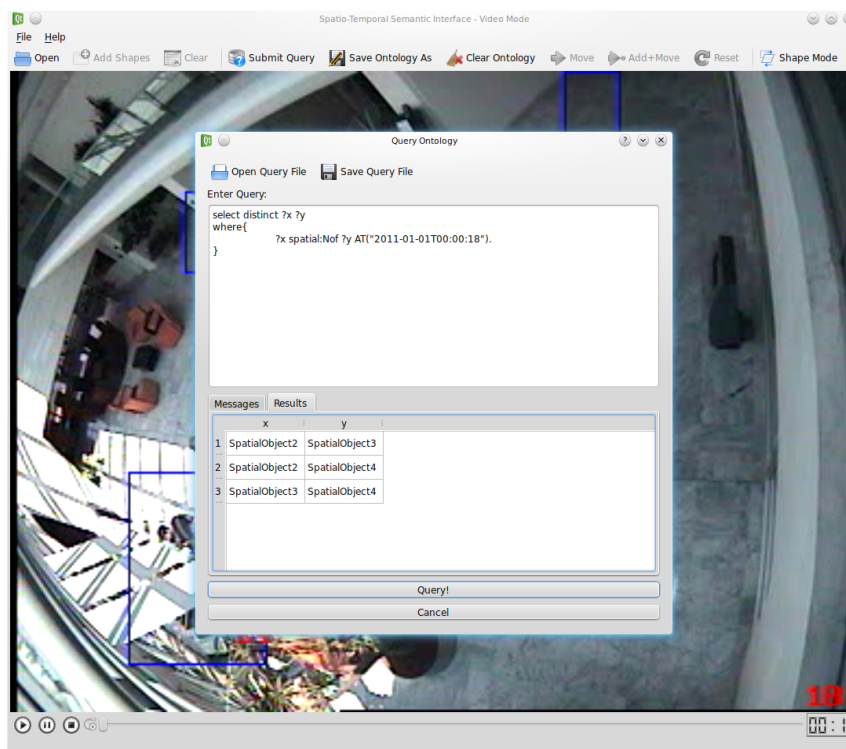 Spatio-Temporal Semantic Interface - Video Mode
File Help
Open Add Shapes Clear Submit Query Save Ontology As Clear Ontology Move Add+Move Reset Shape Mode
Query Ontology
Open Query File Save Query File
Enter Query:
select distinct ?x ?y
where{
?x spatial:Nof ?y AT("2011-01-01T00:00:18").
}
Messages Results
x y
1 SpatialObject2 SpatialObject3
2 SpatialObject2 SpatialObject4
3 SpatialObject3 SpatialObject4
Query!
Cancel
18
00: